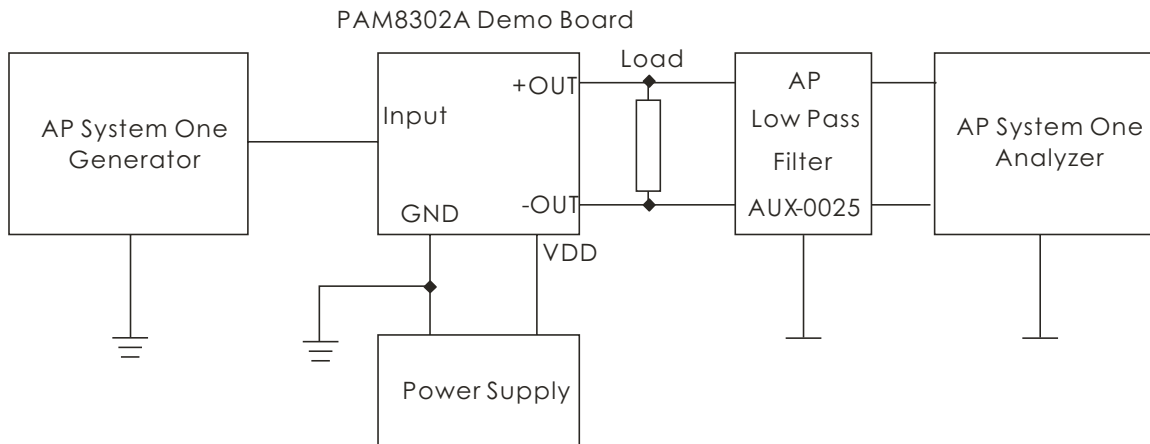 PAM8302A Demo Board
AP System One
Generator
Input
+OUT
-OUT
GND
VDD
Load
AP
Low Pass
Filter
AUX-0025
AP System One
Analyzer
Power Supply